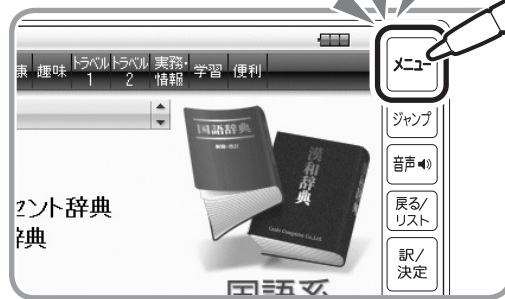 康 趣味 トラベル1 トラベル2 実務・情報 学習 便利
メニュー
ジャンプ
音声
戻る/
リスト
訳/
決定
国語辞典
漢和辞典
セント辞典
辞典
国語系